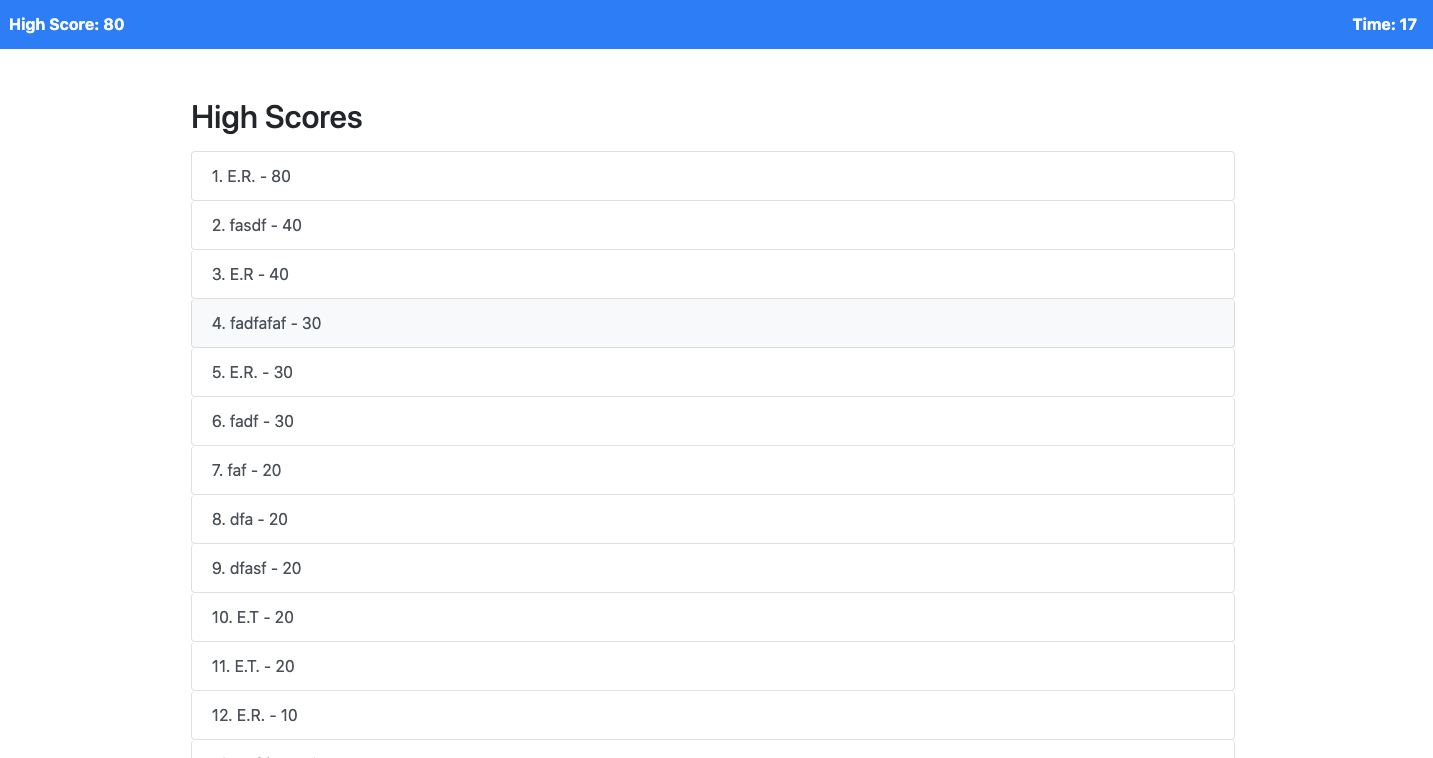 High Score: 80
Time: 17
High Scores
1. E.R. - 80
2. fasdf - 40
3. E.R - 40
4. fadfafaf - 30
5. E.R. - 30
6. fadf - 30
7. faf - 20
8. dfa - 20
9. dfasf - 20
10. E.T - 20
11. E.T. - 20
12. E.R. - 10